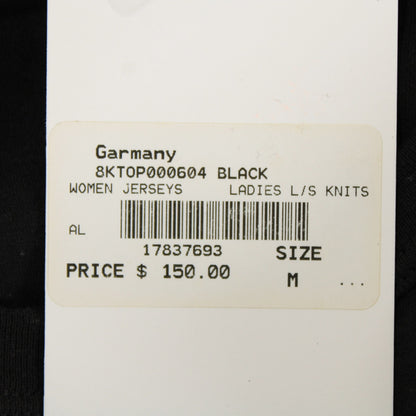 Garmany
8KTOP000604 BLACK
WOMEN JERSEYS LADIES L/S KNITS
AL
17837693 SIZE
PRICE $ 150.00 M ...